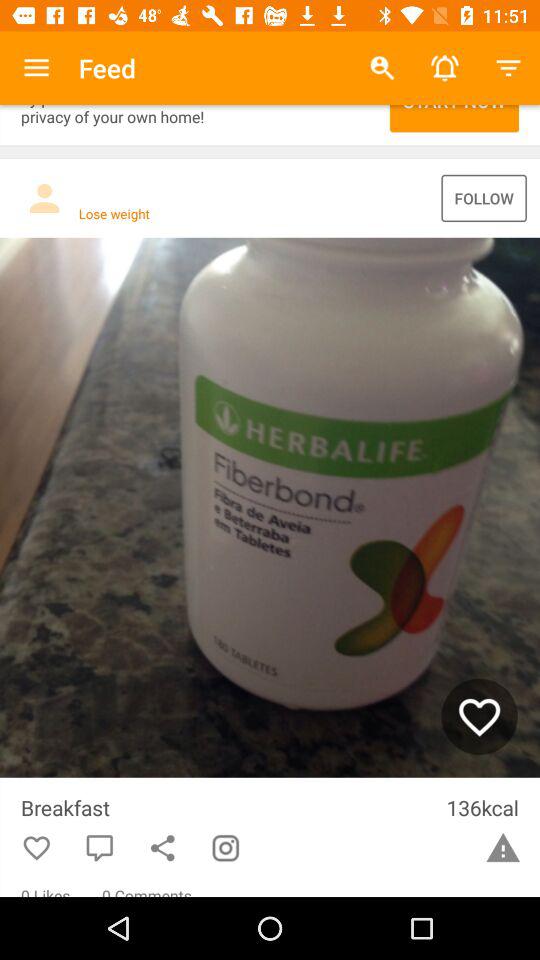 48°
11:51
Feed
START NOW
privacy of your own home!
Lose weight
FOLLOW
HERBALIFE
Fiberbond®
Fibra de Aveia
e Beterraba
em Tabletes
180 TABLETES
Breakfast
136kcal
0 Likes
0 Comments